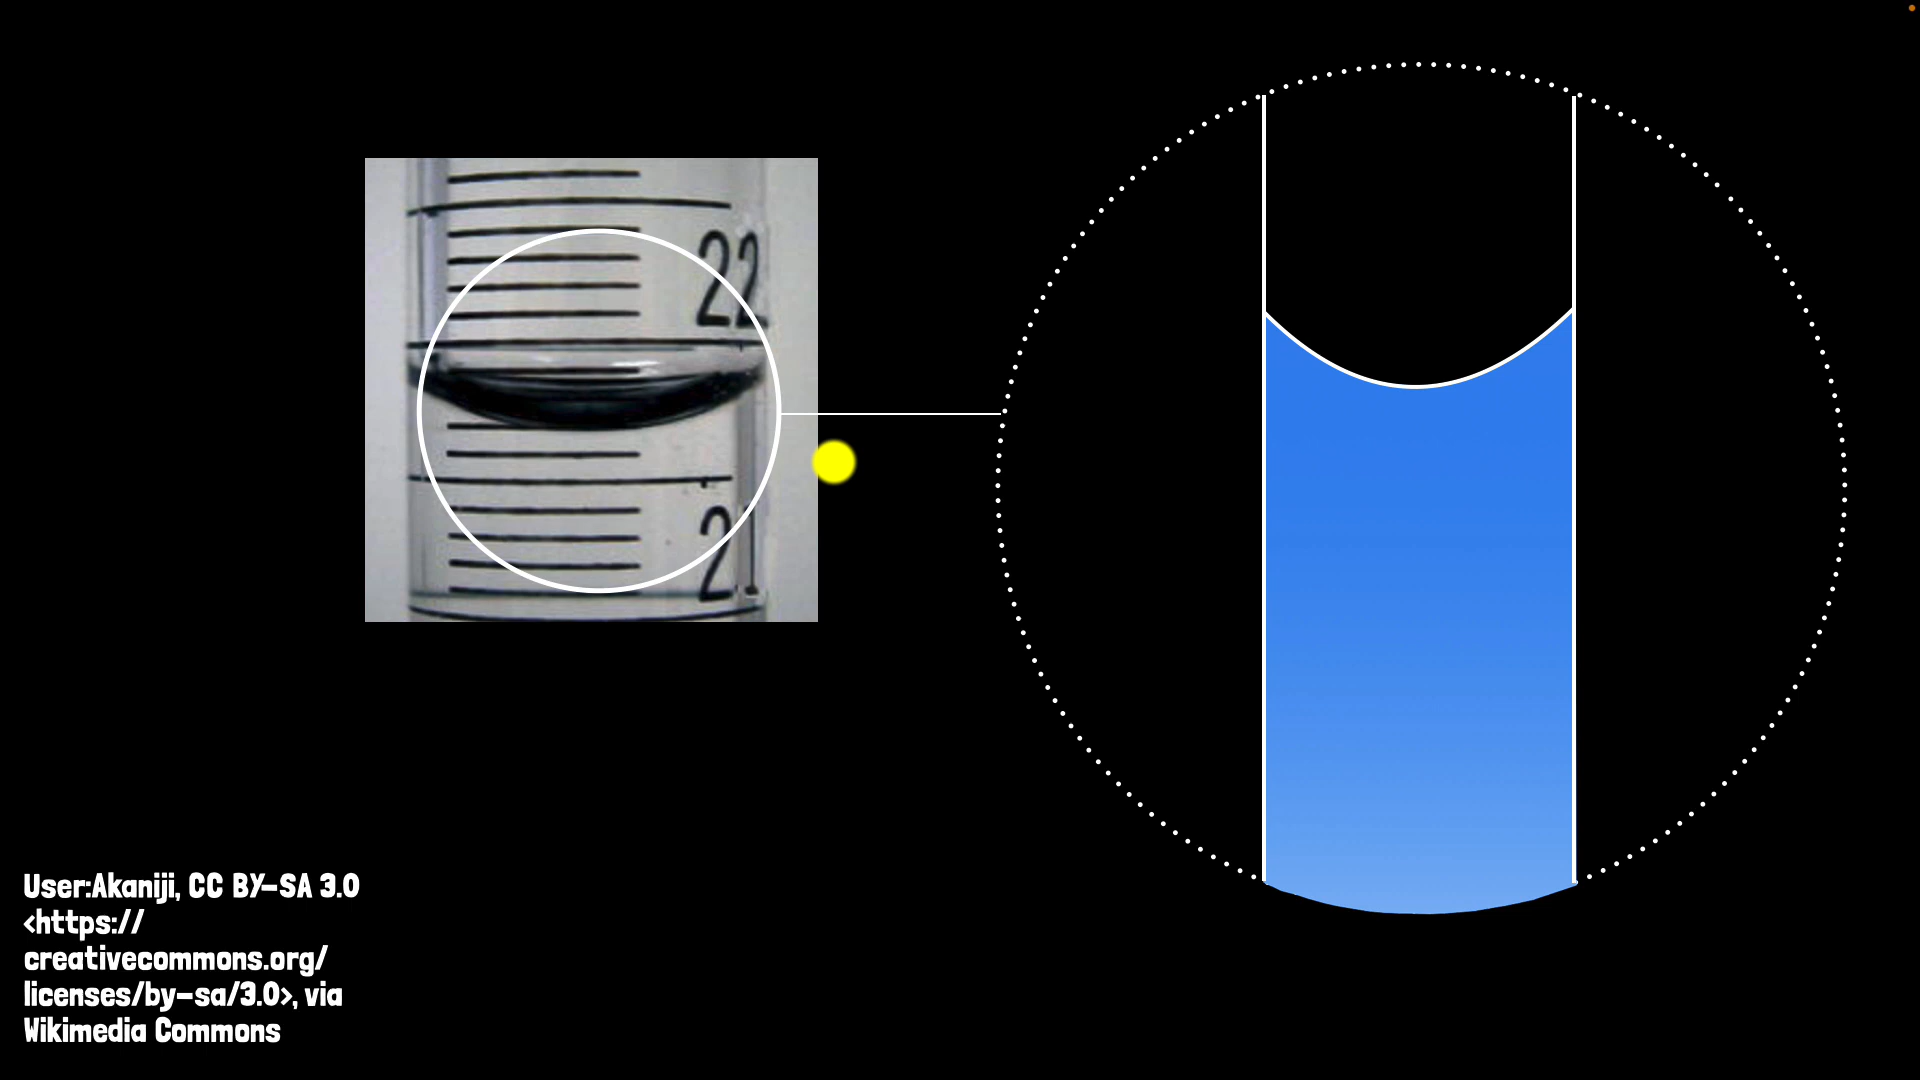 22
21
User:Akaniji, CC BY-SA 3.0
<https://
creativecommons.org/
licenses/by-sa/3.0>, via
Wikimedia Commons